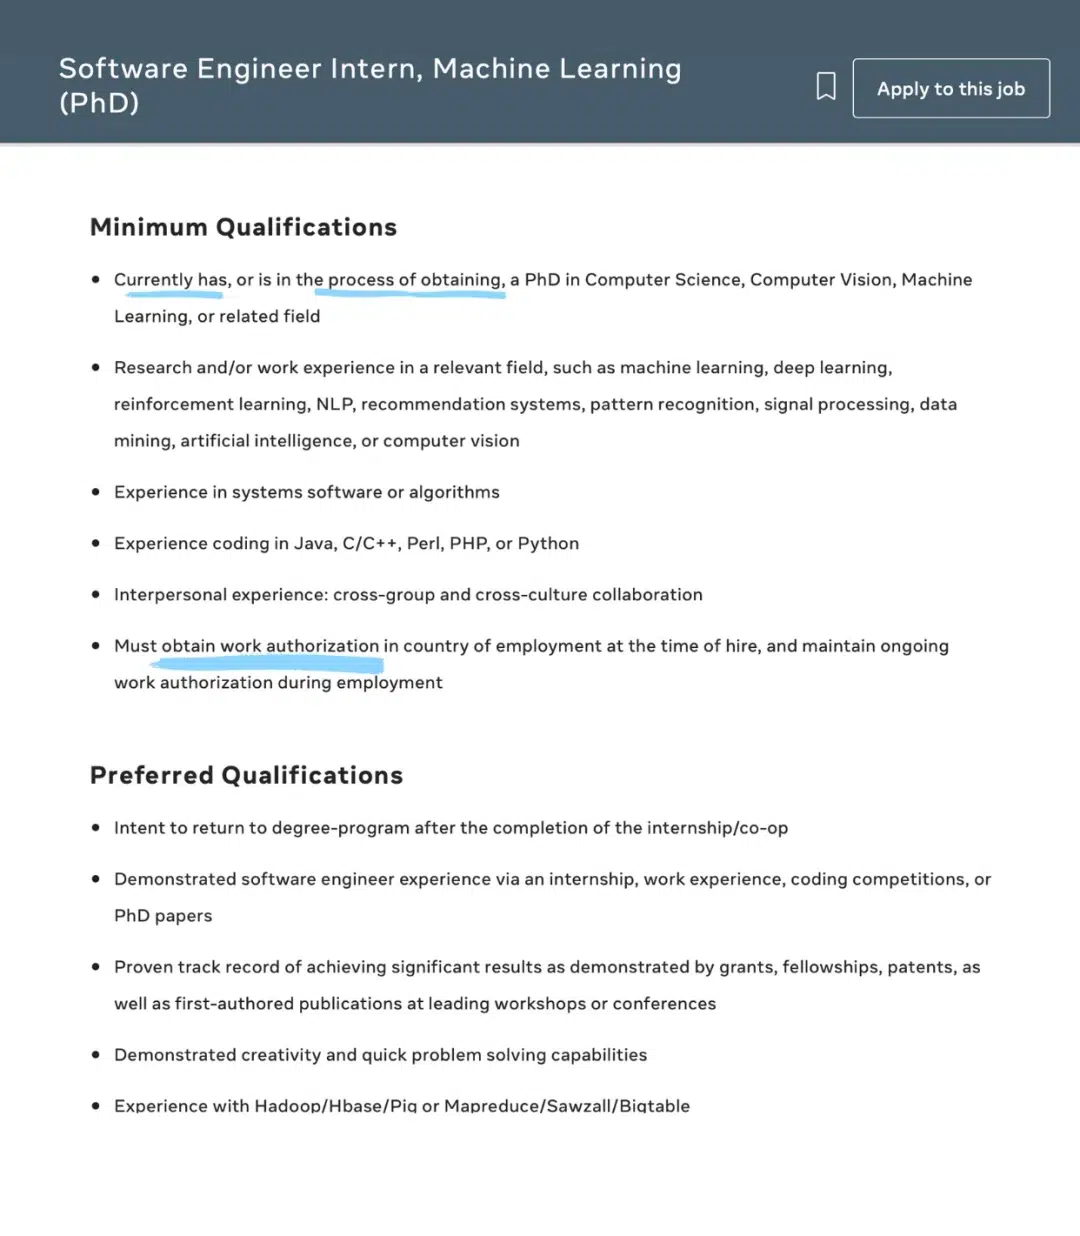 Software Engineer Intern, Machine Learning
(PhD)
Apply to this job
Minimum Qualifications
Currently has, or is in the process of obtaining, a PhD in Computer Science, Computer Vision, Machine
Learning, or related field
Research and/or work experience in a relevant field, such as machine learning, deep learning,
reinforcement learning, NLP, recommendation systems, pattern recognition, signal processing, data
mining, artificial intelligence, or computer vision
Experience in systems software or algorithms
Experience coding in Java, C/C++, Perl, PHP, or Python
Interpersonal experience: cross-group and cross-culture collaboration
Must obtain work authorization in country of employment at the time of hire, and maintain ongoing
work authorization during employment
Preferred Qualifications
Intent to return to degree-program after the completion of the internship/co-op
Demonstrated software engineer experience via an internship, work experience, coding competitions, or
PhD papers
Proven track record of achieving significant results as demonstrated by grants, fellowships, patents, as
well as first-authored publications at leading workshops or conferences
Demonstrated creativity and quick problem solving capabilities
Experience with Hadoop/Hbase/Pig or Mapreduce/Sawzall/Bigtable